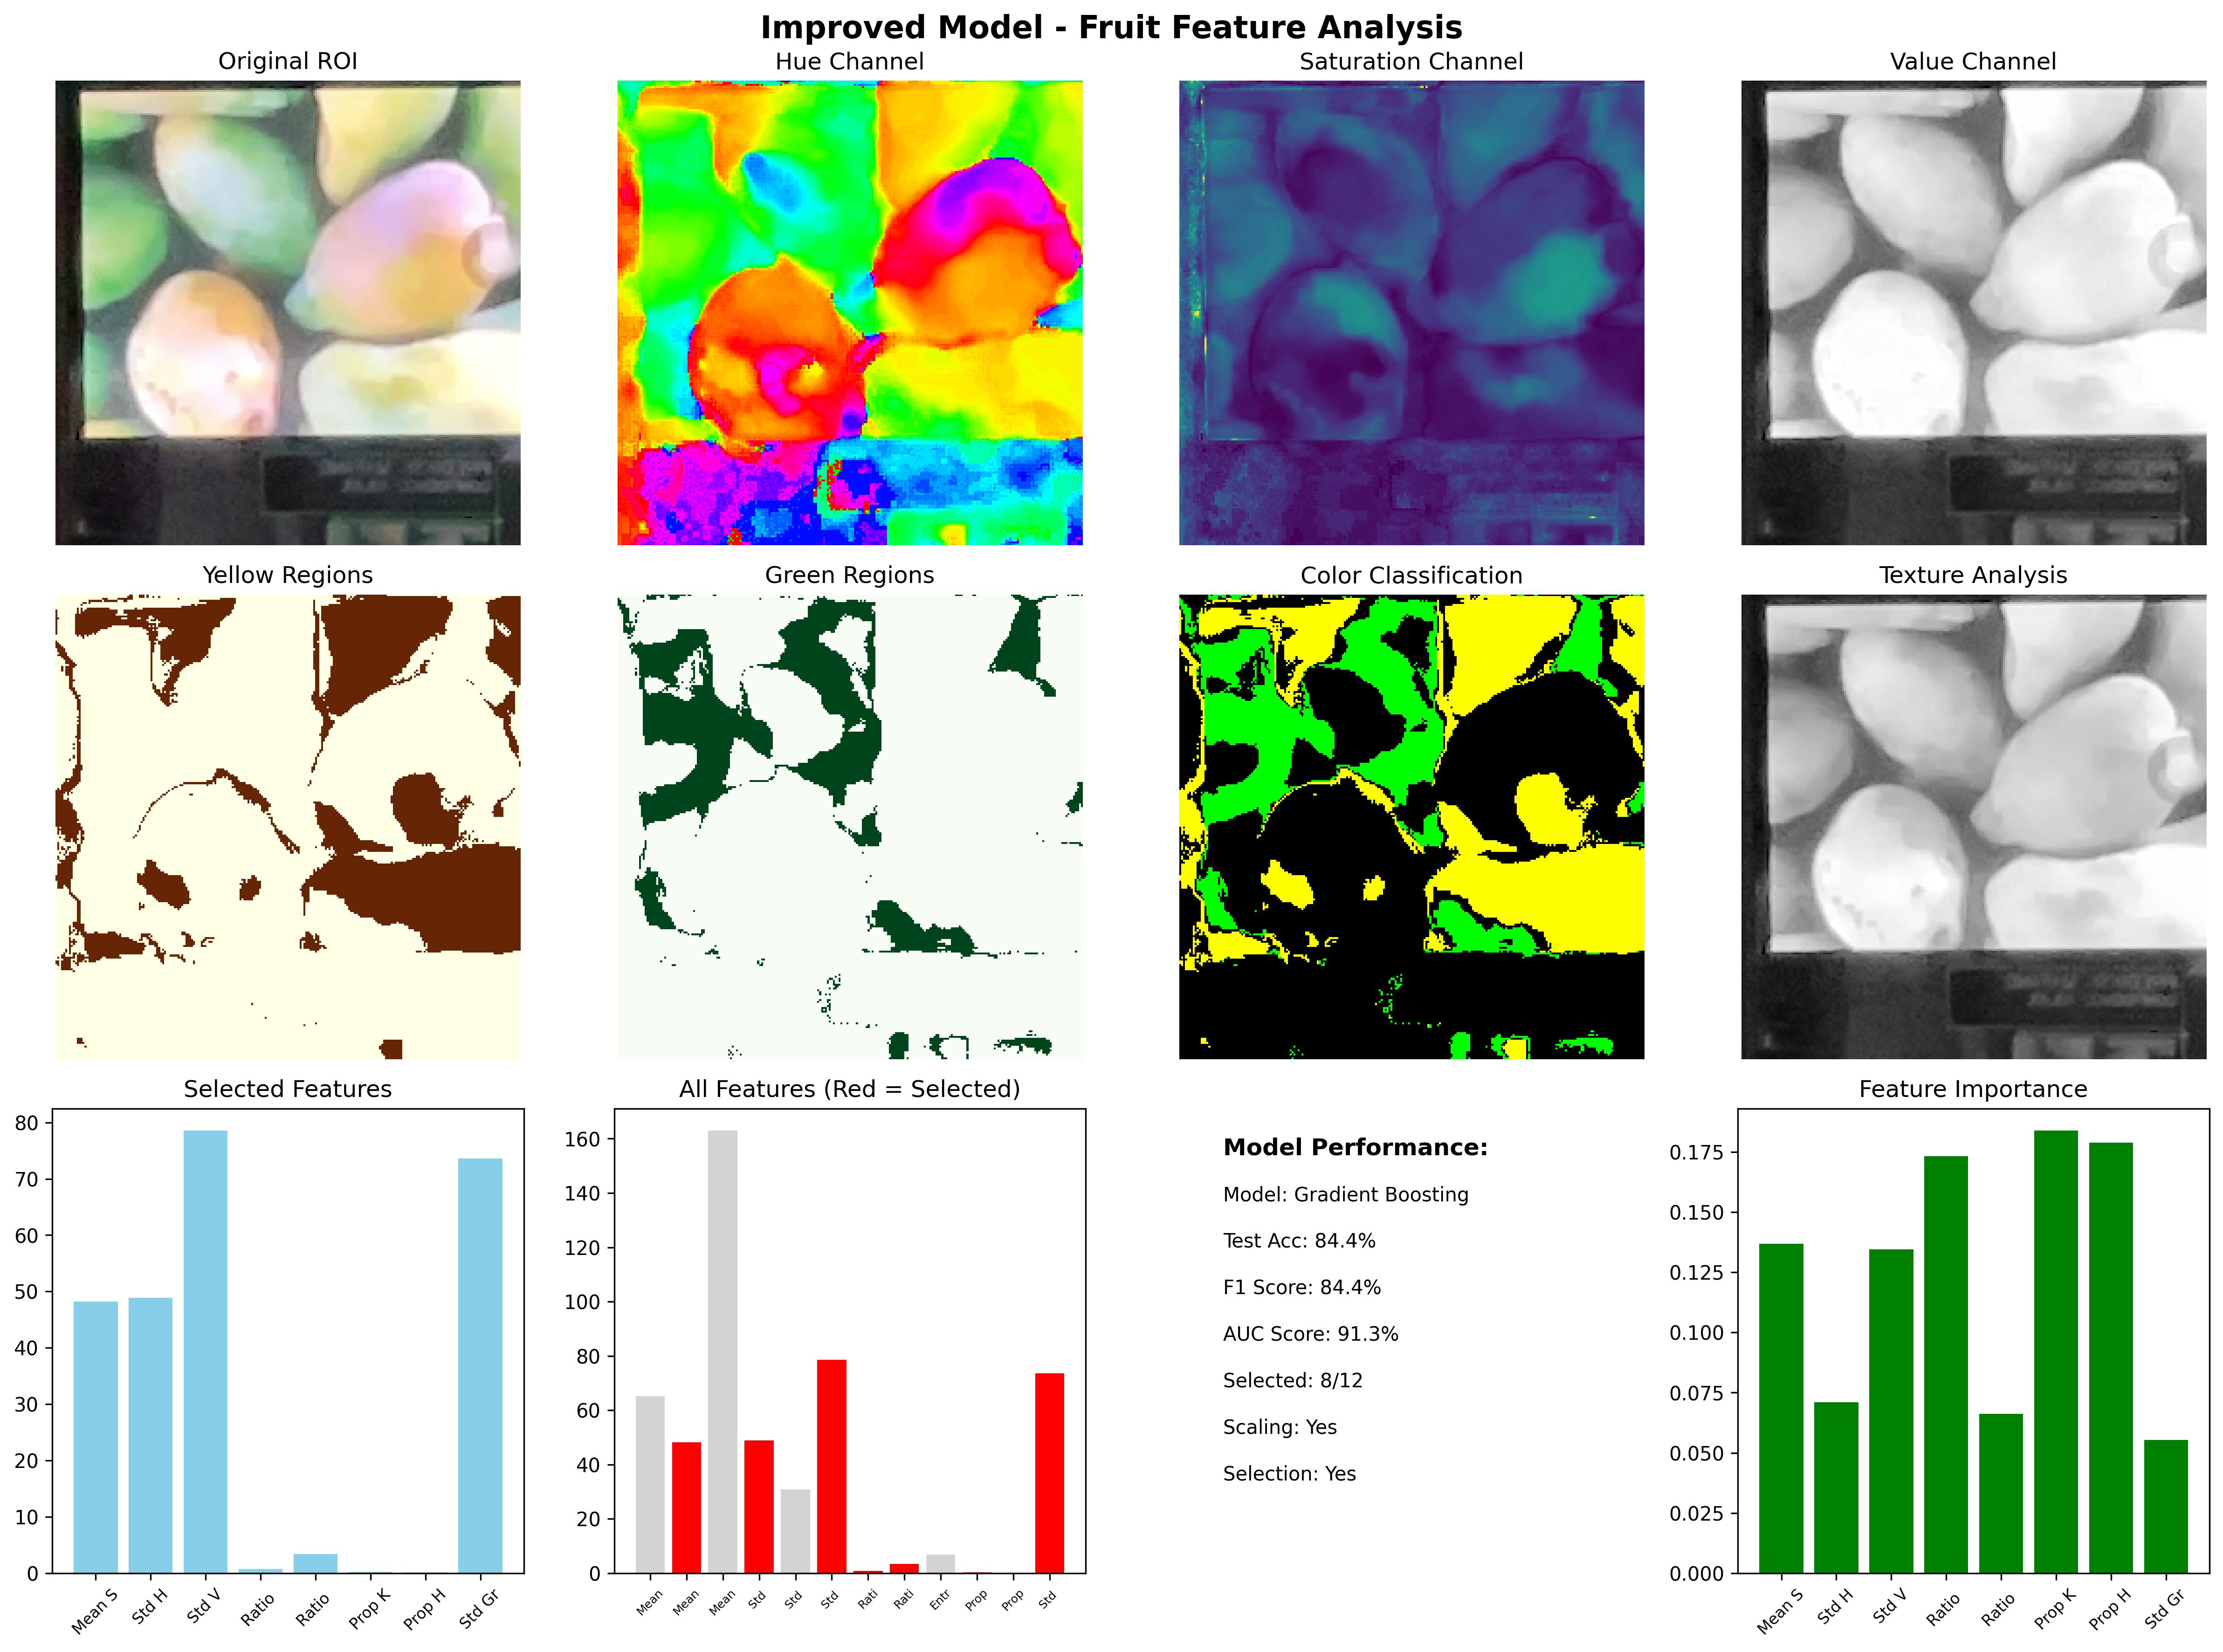 Improved Model - Fruit Feature Analysis
Original ROI
Hue Channel
Saturation Channel
Value Channel
Yellow Regions
Green Regions
Color Classification
Texture Analysis
Selected Features
80
70
60
50
40
30
20
10
0
Mean S
Std H
Std V
Ratio
Ratio
Prop K
Prop H
Std Gr
All Features (Red = Selected)
160
140
120
100
80
60
40
20
0
Mean
Mean
Mean
Std
Std
Std
Rati
Rati
Entr
Prop
Prop
Std
Model Performance:
Model: Gradient Boosting
Test Acc: 84.4%
F1 Score: 84.4%
AUC Score: 91.3%
Selected: 8/12
Scaling: Yes
Selection: Yes
Feature Importance
0.175
0.150
0.125
0.100
0.075
0.050
0.025
0.000
Mean S
Std H
Std V
Ratio
Ratio
Prop K
Prop H
Std Gr